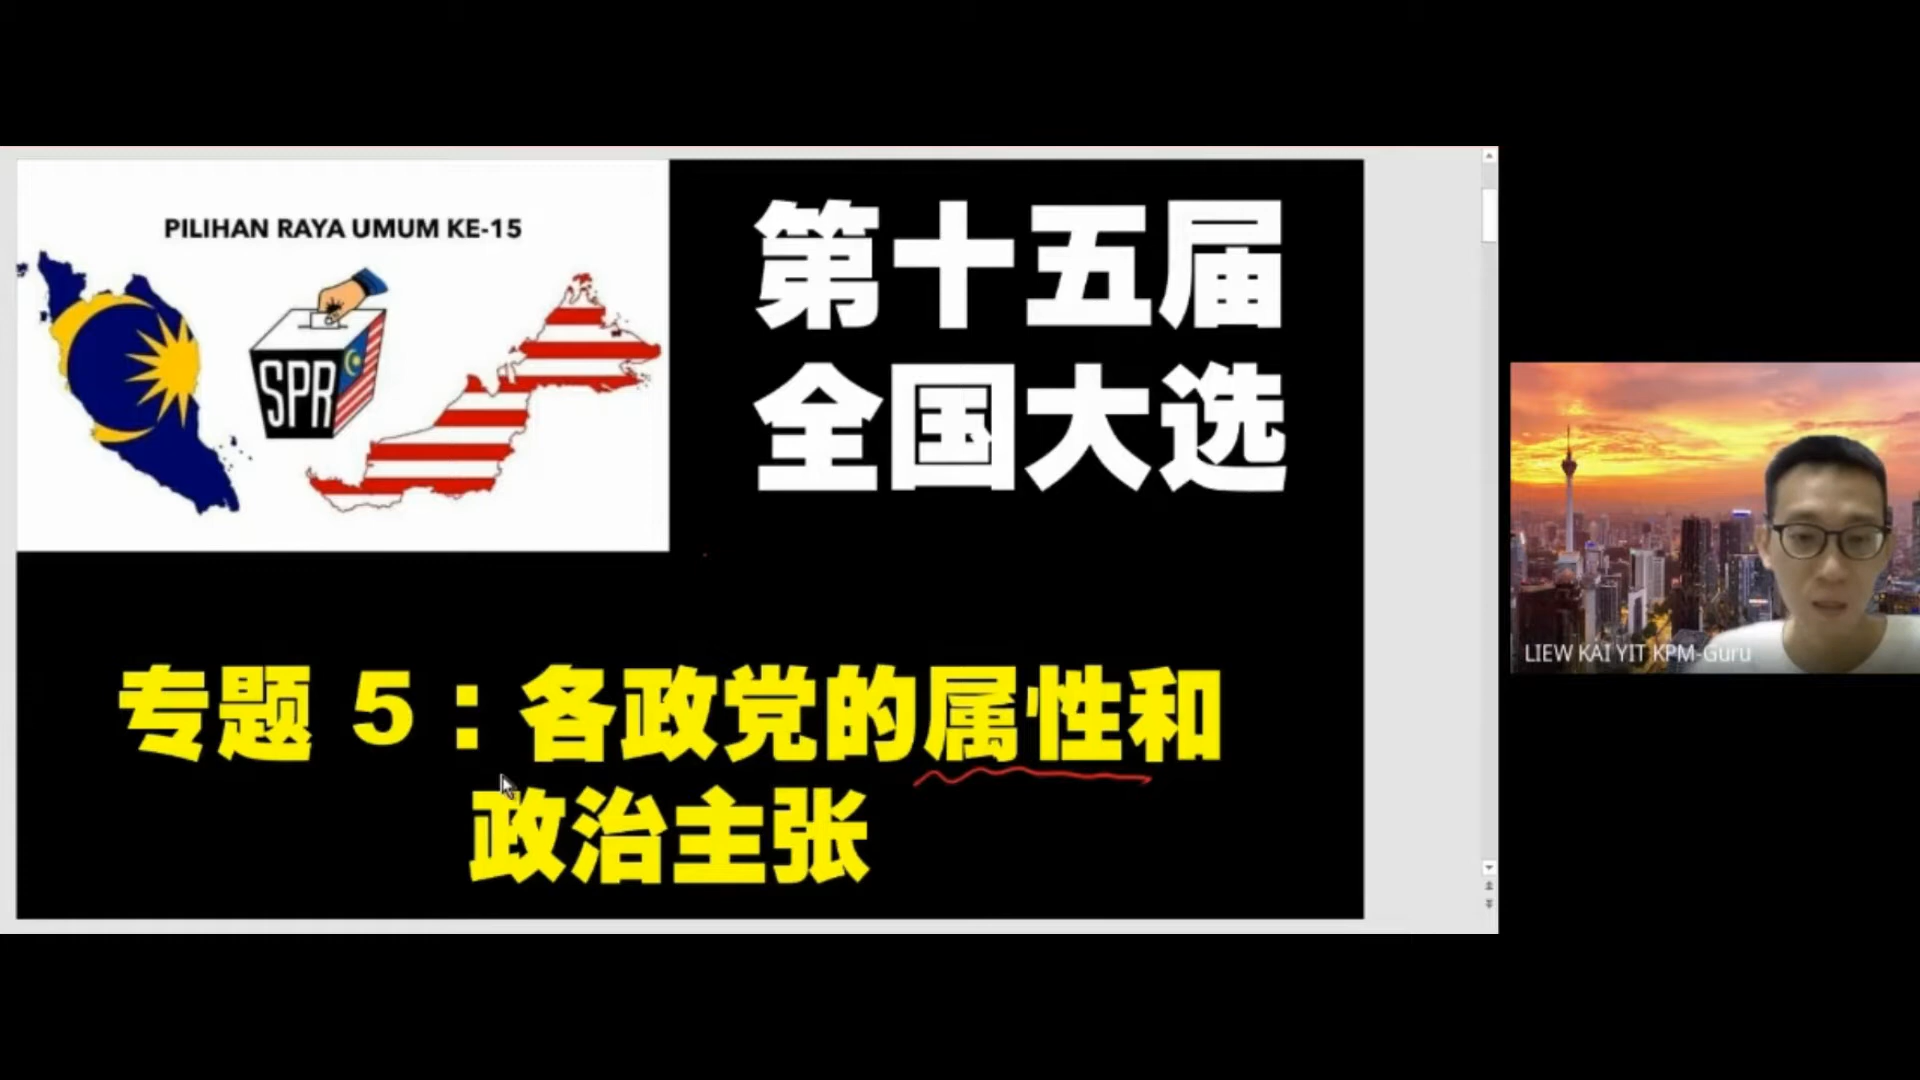 PILIHAN RAYA UMUM KE-15
SPR
第十五届
全国大选
专题 5：各政党的属性和
政治主张
LIEW KAI YIT KPM-Guru